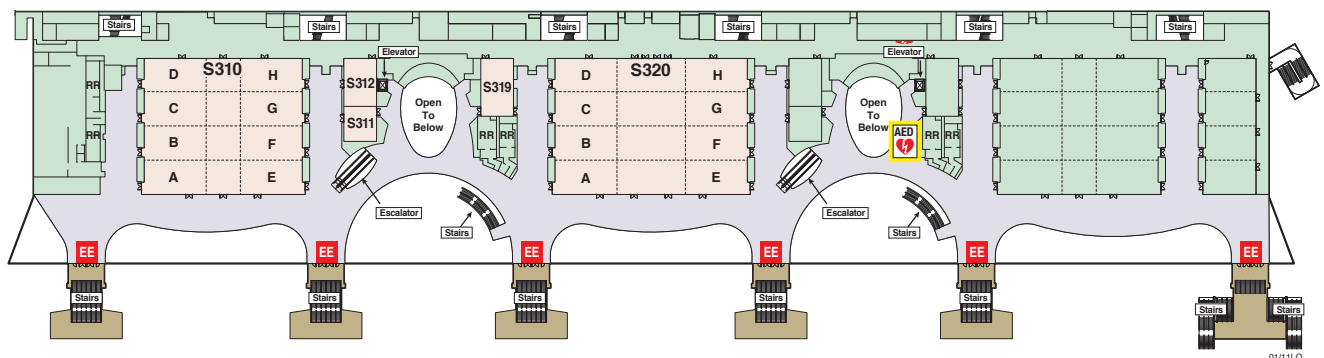 Stairs
Stairs
Stairs
Stairs
Stairs
Stairs
Elevator
Elevator
S310
D
H
C
G
B
F
A
E
RR
RR
S312
S311
Open
To
Below
S319
RR
RR
S320
D
H
C
G
B
F
A
E
Open
To
Below
AED
RR
RR
Escalator
Stairs
Escalator
Stairs
EE
EE
EE
EE
EE
EE
Stairs
Stairs
Stairs
Stairs
Stairs
Stairs
Stairs
01/11LO